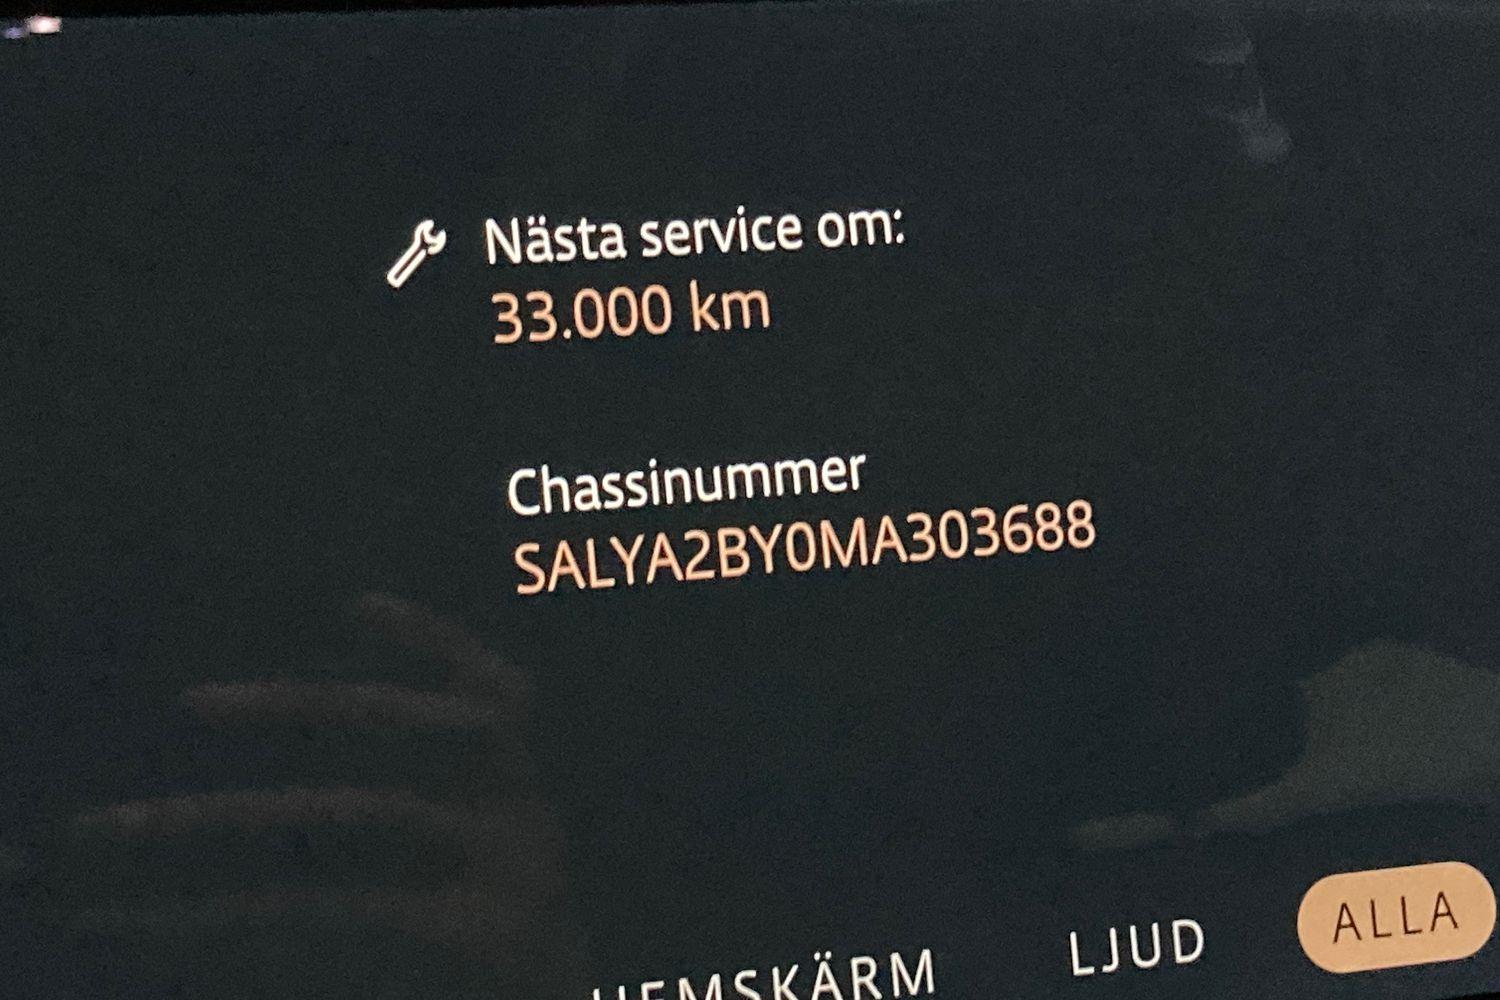 Nästa service om:
33.000 km
Chassinummer
SALYA2BY0MA303688
HEMSKÄRM
LJUD
ALLA